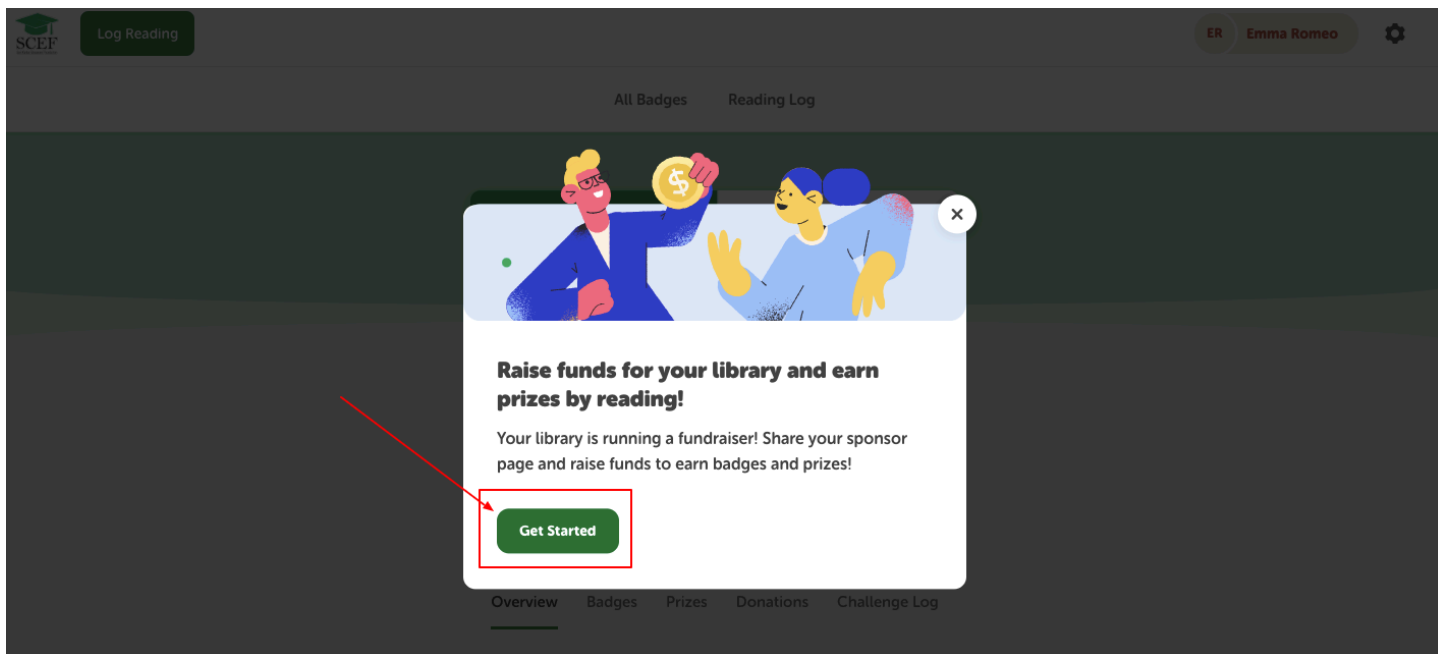 SCEF
Log Reading
ER Emma Romeo
All Badges Reading Log
$
Raise funds for your library and earn
prizes by reading!
Your library is running a fundraiser! Share your sponsor
page and raise funds to earn badges and prizes!
Get Started
Overview Badges Prizes Donations Challenge Log